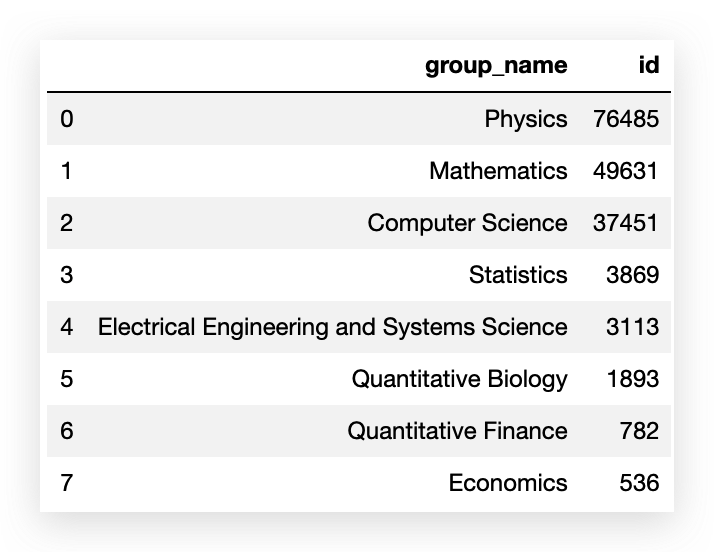 group_name id
0 Physics 76485
1 Mathematics 49631
2 Computer Science 37451
3 Statistics 3869
4 Electrical Engineering and Systems Science 3113
5 Quantitative Biology 1893
6 Quantitative Finance 782
7 Economics 536